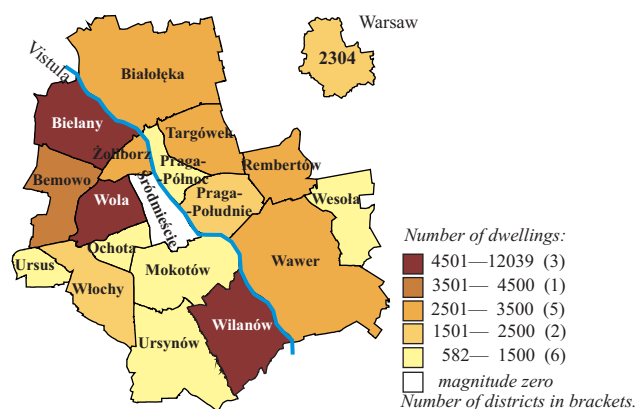 Warsaw
2304
Vistula
Białołęka
Bielany
Targówek
Żoliborz
Praga-
-Północ
Rembertów
Bemowo
Wola
Śródmieście
Praga-
-Południe
Wesoła
Ochota
Ursus
Mokotów
Wawer
Włochy
Wilanów
Ursynów
Number of dwellings:
4501—12039 (3)
3501— 4500 (1)
2501— 3500 (5)
1501— 2500 (2)
582— 1500 (6)
magnitude zero
Number of districts in brackets.